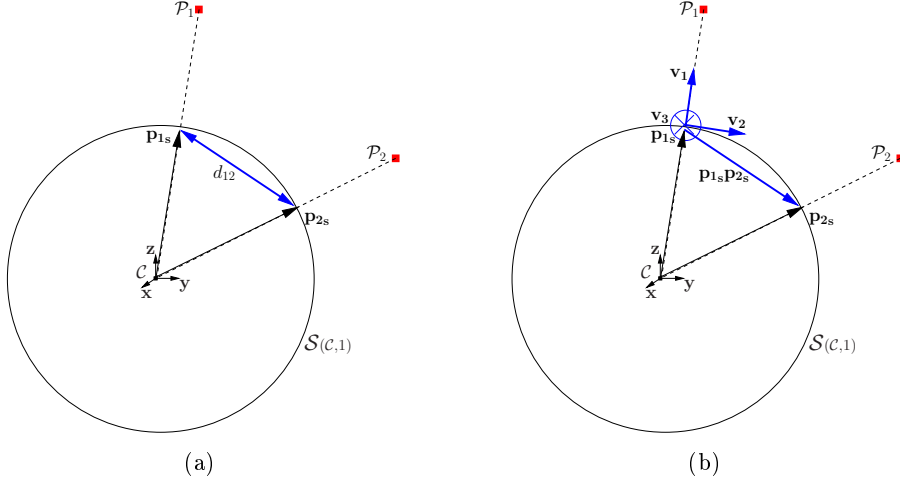 𝒫₁
p₁ₛ
𝒫₂
d₁₂
p₂ₛ
z
𝒞
y
x
𝒮(𝒞,1)
(a)
𝒫₁
v₁
v₃
v₂
p₁ₛ
𝒫₂
p₁ₛp₂ₛ
p₂ₛ
z
𝒞
y
x
𝒮(𝒞,1)
(b)